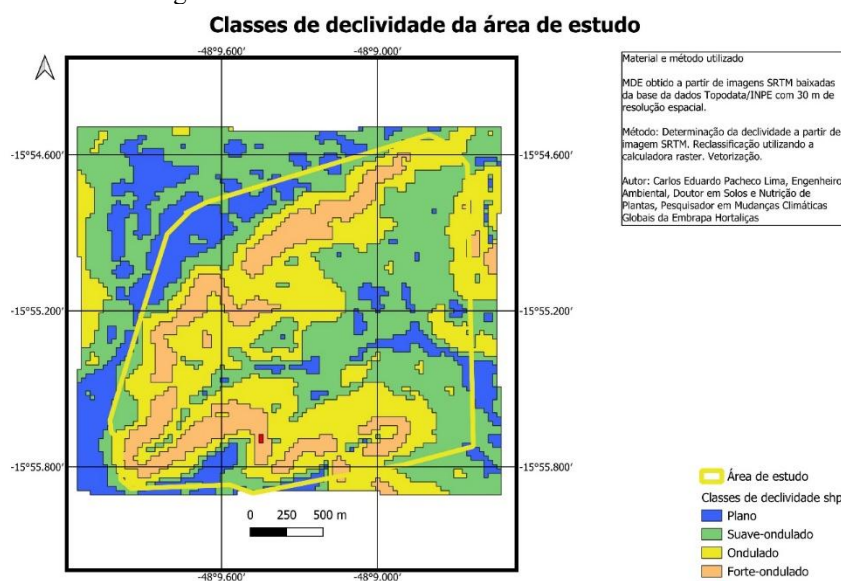 Classes de declividade da área de estudo
-48°9.600' -48°9.000'
Material e método utilizado
MDE obtido a partir de imagens SRTM baixadas
da base da dados Topodata/INPE com 30 m de
resolução espacial.
Método: Determinação da declividade a partir de
imagem SRTM. Reclassificação utilizando a
calculadora raster. Vetorização.
Autor: Carlos Eduardo Pacheco Lima, Engenheiro
Ambiental, Doutor em Solos e Nutrição de
Plantas, Pesquisador em Mudanças Climáticas
Globais da Embrapa Hortaliças
-15°54.600' -15°54.600'
-15°55.200' -15°55.200'
-15°55.800' -15°55.800'
0 250 500 m
-48°9.600' -48°9.000'
Área de estudo
Classes de declividade shp
Plano
Suave-ondulado
Ondulado
Forte-ondulado